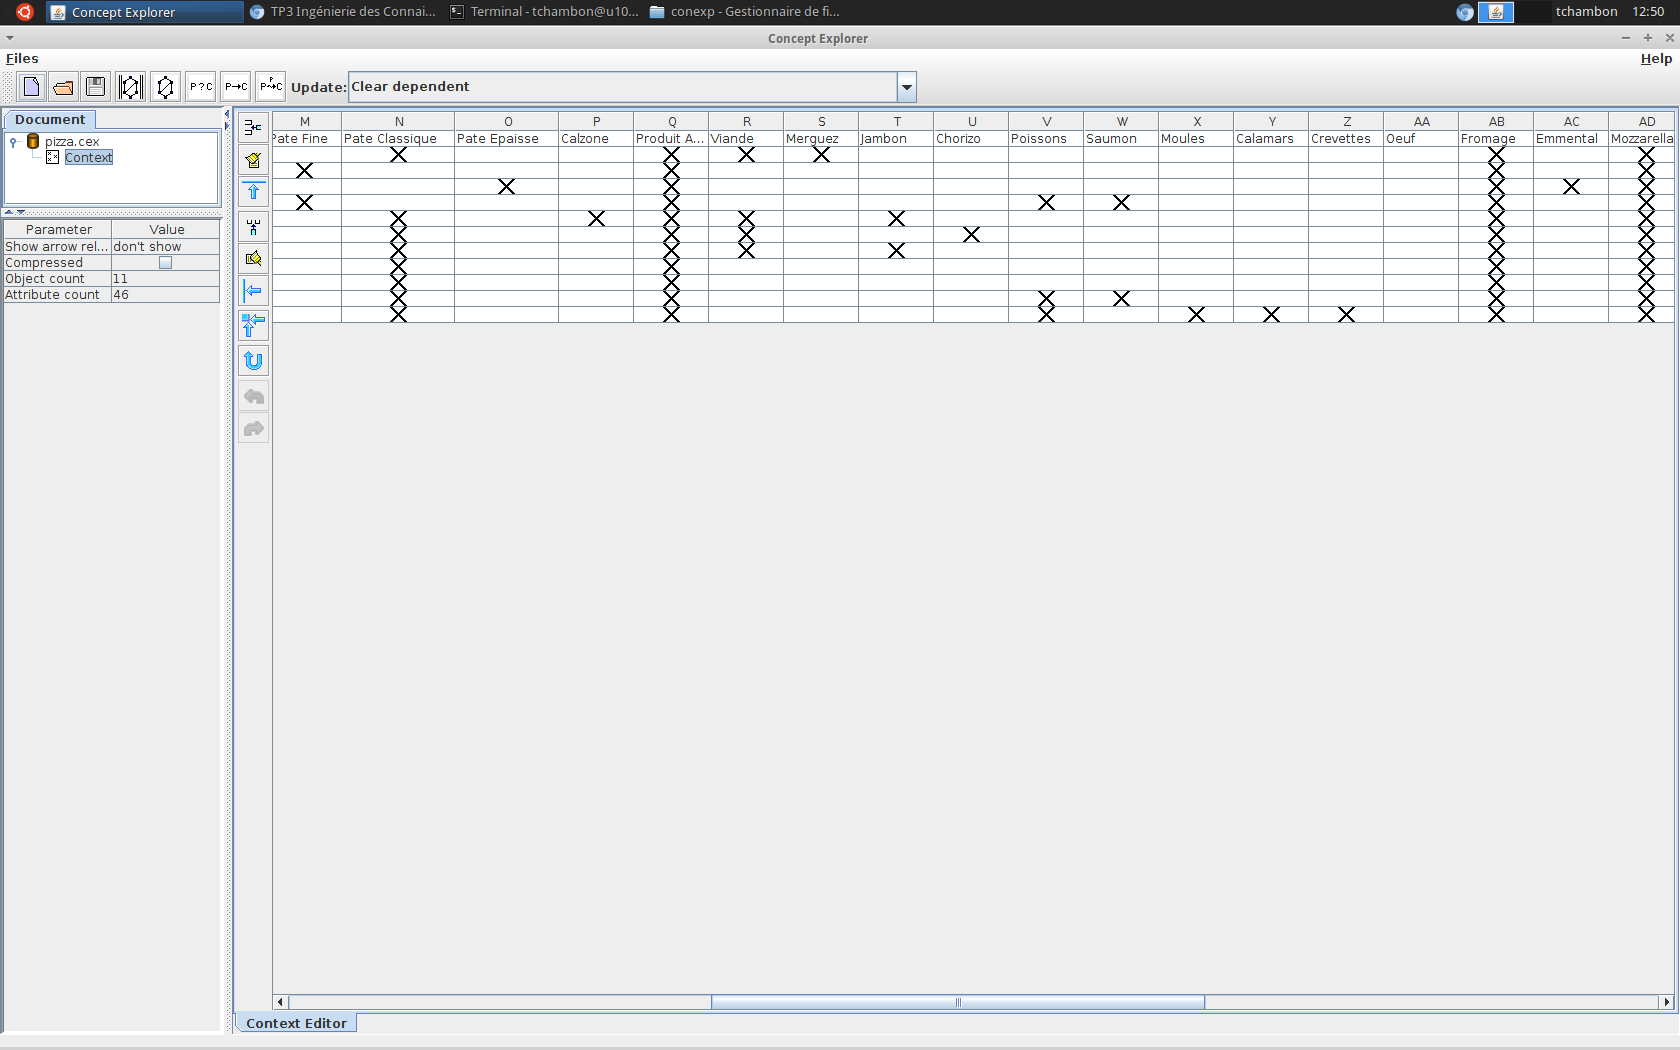 Concept Explorer TP3 Ingénierie des Connai... Terminal - tchambon@u10... conexp - Gestionnaire de fi... tchambon 12:50
Concept Explorer
Files Help
P?C P→C Update: Clear dependent
Document
pizza.cex
Context
Parameter Value
Show arrow rel... don't show
Compressed
Object count 11
Attribute count 46
M N O P Q R S T U V W X Y Z AA AB AC AD
Pate Fine Pate Classique Pate Epaisse Calzone Produit A... Viande Merguez Jambon Chorizo Poissons Saumon Moules Calamars Crevettes Oeuf Fromage Emmental Mozzarella
Context Editor